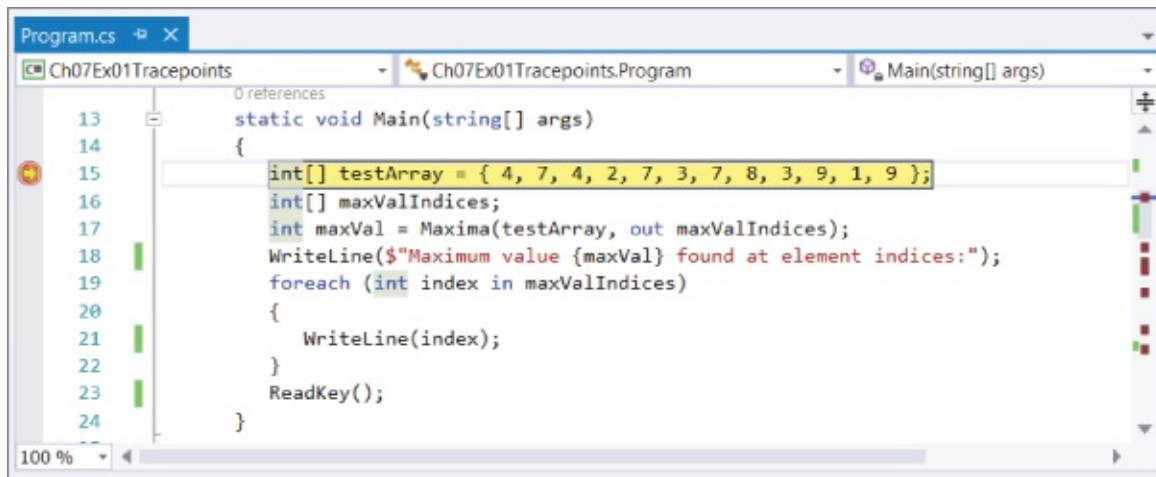 Program.cs
Ch07Ex01Tracepoints Ch07Ex01Tracepoints.Program Main(string[] args)
0 references
13 static void Main(string[] args)
14 {
15 int[] testArray = { 4, 7, 4, 2, 7, 3, 7, 8, 3, 9, 1, 9 };
16 int[] maxValIndices;
17 int maxVal = Maxima(testArray, out maxValIndices);
18 WriteLine($"Maximum value {maxVal} found at element indices:");
19 foreach (int index in maxValIndices)
20 {
21 WriteLine(index);
22 }
23 ReadKey();
24 }
100 %